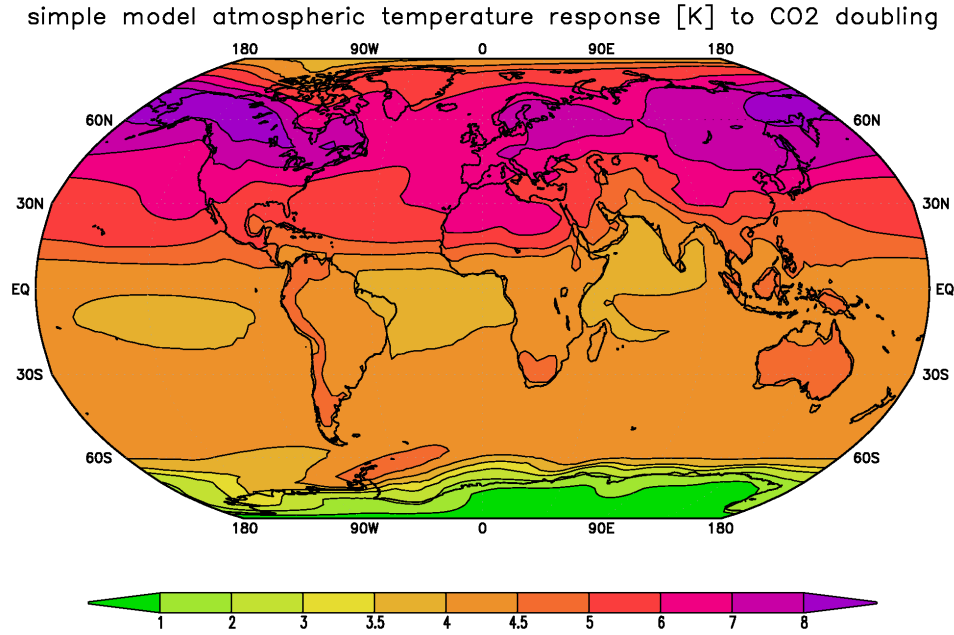 simple model atmospheric temperature response [K] to CO2 doubling
180 90W 0 90E 180
60N 60N
30N 30N
EQ EQ
30S 30S
60S 60S
180 90W 0 90E 180
1 2 3 3.5 4 4.5 5 6 7 8